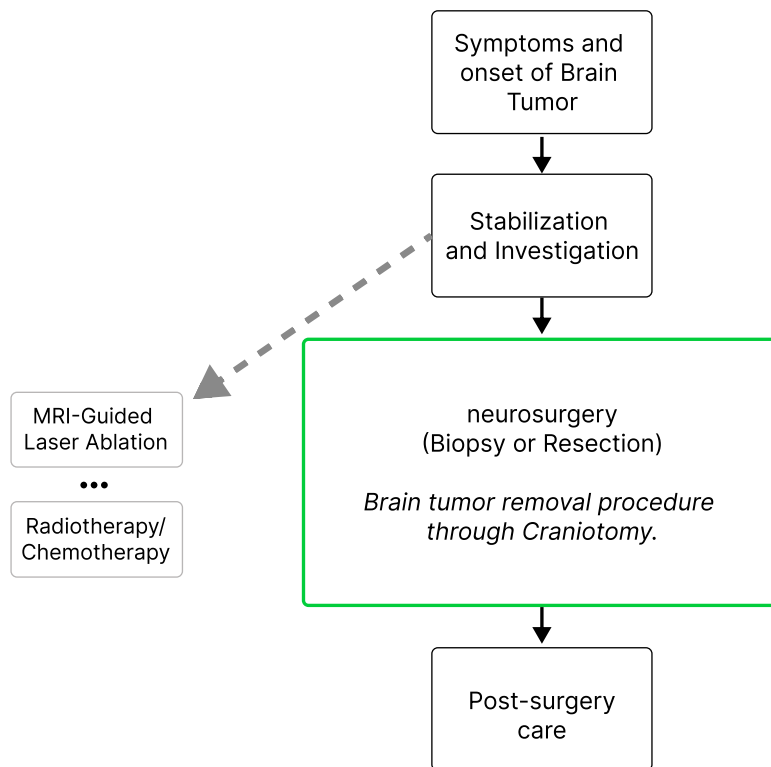 Symptoms and
onset of Brain
Tumor
Stabilization
and Investigation
MRI-Guided
Laser Ablation
•••
Radiotherapy/
Chemotherapy
neurosurgery
(Biopsy or Resection)
Brain tumor removal procedure
through Craniotomy.
Post-surgery
care